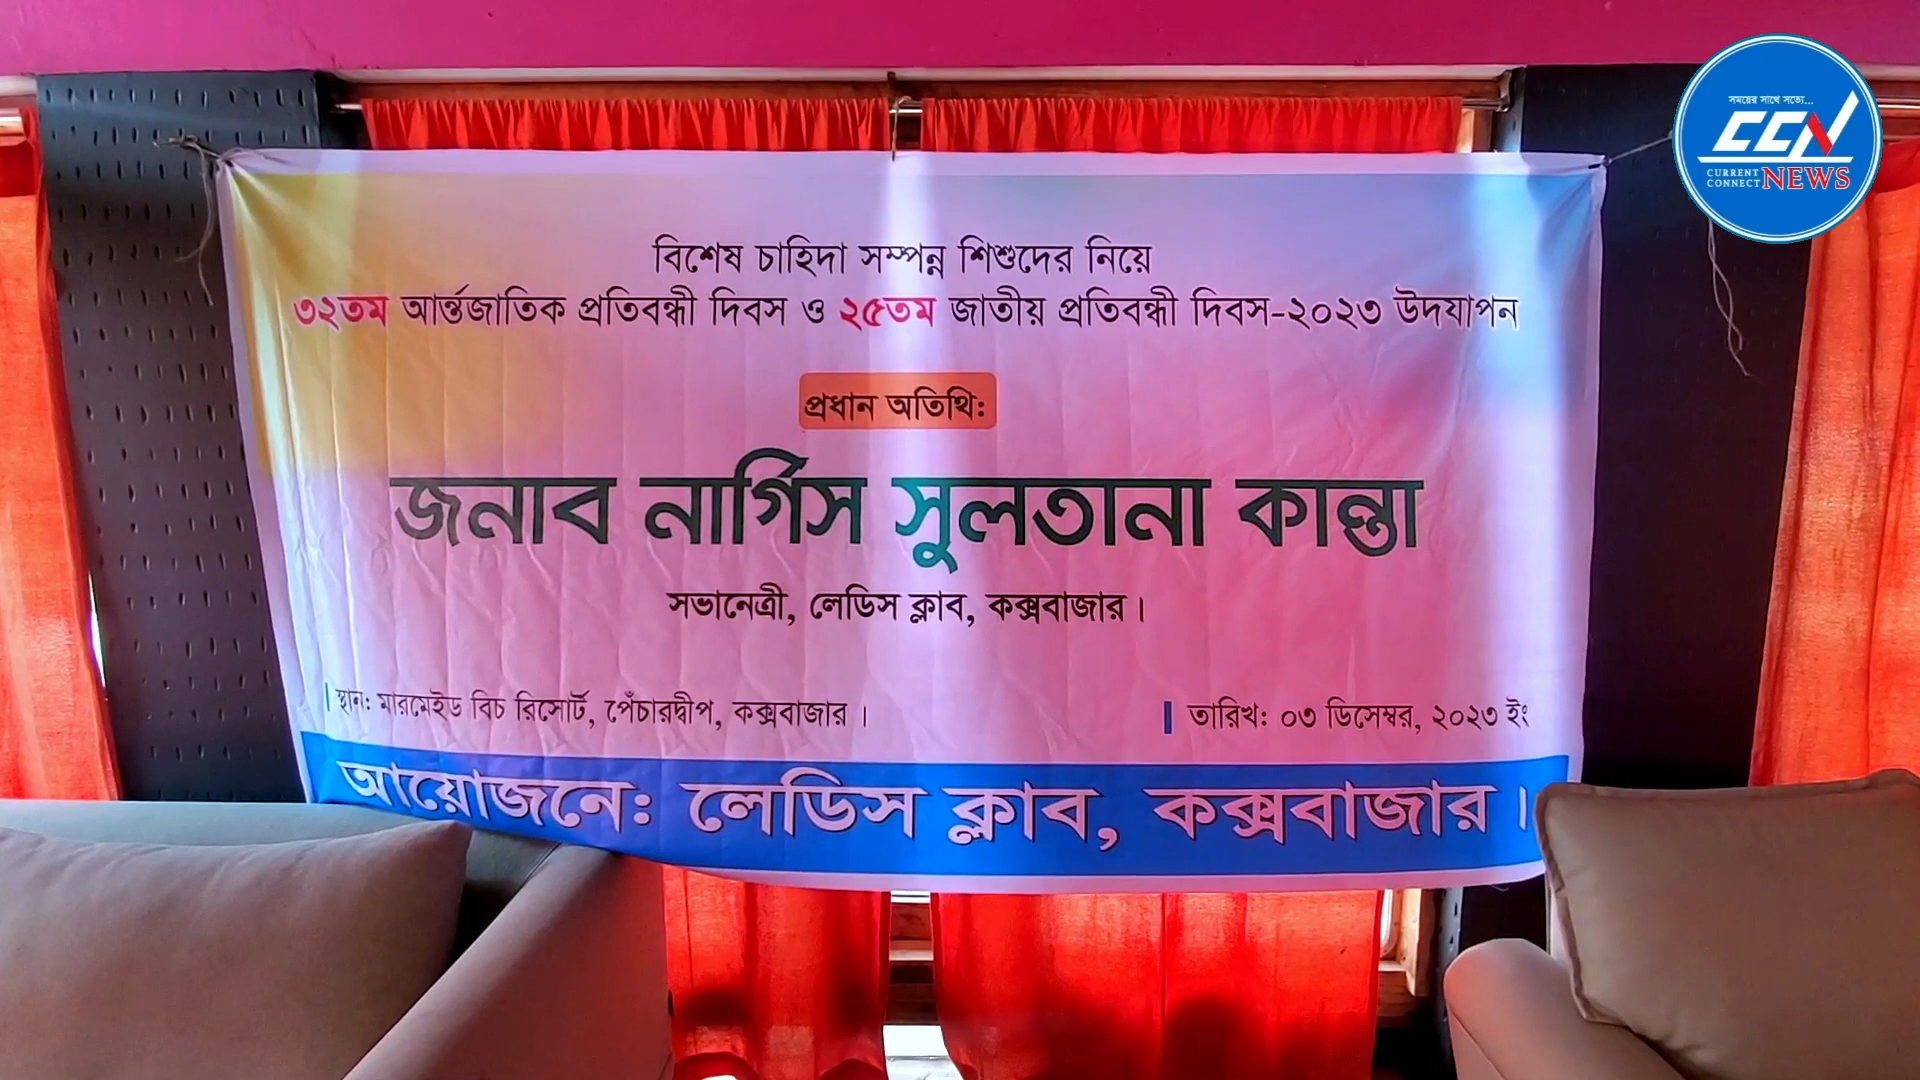 সময়ের সাথে সত্যে...
CCN
CURRENT
CONNECT NEWS
বিশেষ চাহিদা সম্পন্ন শিশুদের নিয়ে
৩২তম আর্ন্তজাতিক প্রতিবন্ধী দিবস ও ২৫তম জাতীয় প্রতিবন্ধী দিবস-২০২৩ উদযাপন
প্রধান অতিথি:
জনাব নার্গিস সুলতানা কান্তা
সভানেত্রী, লেডিস ক্লাব, কক্সবাজার।
স্থান: মারমেইড বিচ রিসোর্ট, পেঁচারদ্বীপ, কক্সবাজার।
তারিখ: ০৩ ডিসেম্বর, ২০২৩ ইং
আয়োজনে: লেডিস ক্লাব, কক্সবাজার।